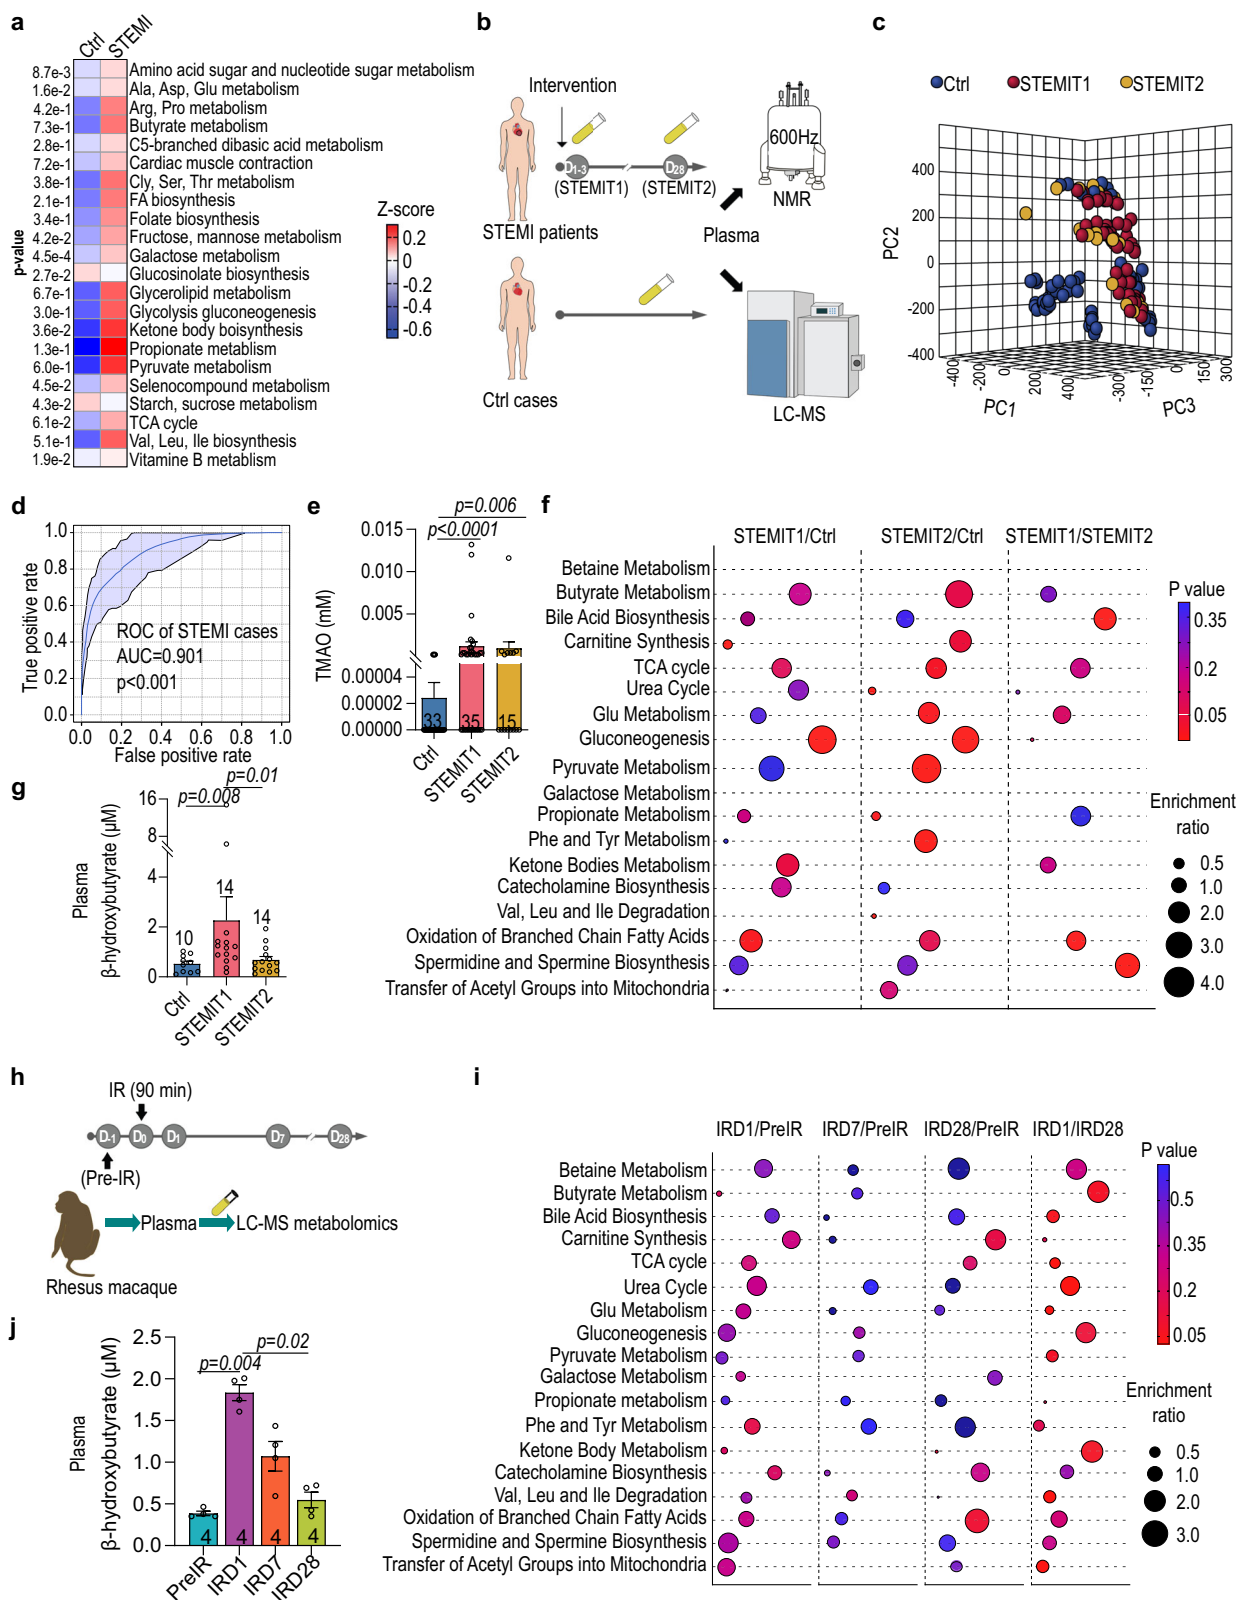 a
Ctrl
STEMI
p-value
8.7e-3 Amino acid sugar and nucleotide sugar metabolism
1.6e-2 Ala, Asp, Glu metabolism
4.2e-1 Arg, Pro metabolism
7.3e-1 Butyrate metabolism
2.8e-1 C5-branched dibasic acid metabolism
7.2e-1 Cardiac muscle contraction
3.8e-1 Cly, Ser, Thr metabolism
2.1e-1 FA biosynthesis
3.4e-1 Folate biosynthesis
4.2e-2 Fructose, mannose metabolism
4.5e-4 Galactose metabolism
2.7e-2 Glucosinolate biosynthesis
6.7e-1 Glycerolipid metabolism
3.0e-1 Glycolysis gluconeogenesis
3.6e-2 Ketone body boisynthesis
1.3e-1 Propionate metablism
6.0e-1 Pyruvate metabolism
4.5e-2 Selenocompound metabolism
4.3e-2 Starch, sucrose metabolism
6.1e-2 TCA cycle
5.1e-1 Val, Leu, Ile biosynthesis
1.9e-2 Vitamine B metablism
Z-score
0.2
0
-0.2
-0.4
-0.6
b
Intervention
D1-3
D28
(STEMIT1)
(STEMIT2)
STEMI patients
Ctrl cases
Plasma
600Hz
NMR
LC-MS
c
Ctrl
STEMIT1
STEMIT2
PC2
400
200
0
-200
-400
-400
-200
0
200
400
PC1
-300
-150
0
150
300
PC3
d
True positive rate
1.0
0.8
0.6
0.4
0.2
0.0
ROC of STEMI cases
AUC=0.901
p<0.001
0.0 0.2 0.4 0.6 0.8 1.0
False positive rate
e
p=0.006
p<0.0001
TMAO (mM)
0.015
0.010
0.005
0.00004
0.00002
0.00000
33 35 15
Ctrl
STEMIT1
STEMIT2
f
STEMIT1/Ctrl STEMIT2/Ctrl STEMIT1/STEMIT2
Betaine Metabolism
Butyrate Metabolism
Bile Acid Biosynthesis
Carnitine Synthesis
TCA cycle
Urea Cycle
Glu Metabolism
Gluconeogenesis
Pyruvate Metabolism
Galactose Metabolism
Propionate Metabolism
Phe and Tyr Metabolism
Ketone Bodies Metabolism
Catecholamine Biosynthesis
Val, Leu and Ile Degradation
Oxidation of Branched Chain Fatty Acids
Spermidine and Spermine Biosynthesis
Transfer of Acetyl Groups into Mitochondria
P value
0.35
0.2
0.05
Enrichment
ratio
0.5
1.0
2.0
3.0
4.0
g
p=0.01
p=0.008
Plasma
β-hydroxybutyrate (µM)
16
8
4
2
0
10 14 14
Ctrl
STEMIT1
STEMIT2
h
IR (90 min)
D-1 D0 D1 D7 D28
(Pre-IR)
Plasma LC-MS metabolomics
Rhesus macaque
i
IRD1/PreIR IRD7/PreIR IRD28/PreIR IRD1/IRD28
Betaine Metabolism
Butyrate Metabolism
Bile Acid Biosynthesis
Carnitine Synthesis
TCA cycle
Urea Cycle
Glu Metabolism
Gluconeogenesis
Pyruvate Metabolism
Galactose Metabolism
Propionate metabolism
Phe and Tyr Metabolism
Ketone Body Metabolism
Catecholamine Biosynthesis
Val, Leu and Ile Degradation
Oxidation of Branched Chain Fatty Acids
Spermidine and Spermine Biosynthesis
Transfer of Acetyl Groups into Mitochondria
P value
0.5
0.35
0.2
0.05
Enrichment
ratio
0.5
1.0
2.0
3.0
j
p=0.02
p=0.004
Plasma
β-hydroxybutyrate (µM)
2.5
2.0
1.5
1.0
0.5
0.0
4 4 4 4
PreIR
IRD1
IRD7
IRD28